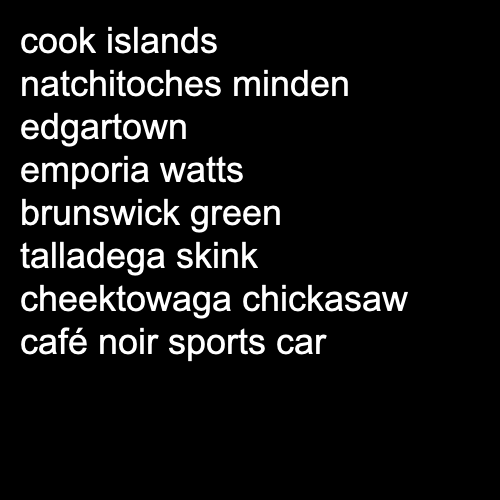 cook islands
natchitoches minden
edgartown
emporia watts
brunswick green
talladega skink
cheektowaga chickasaw
café noir sports car